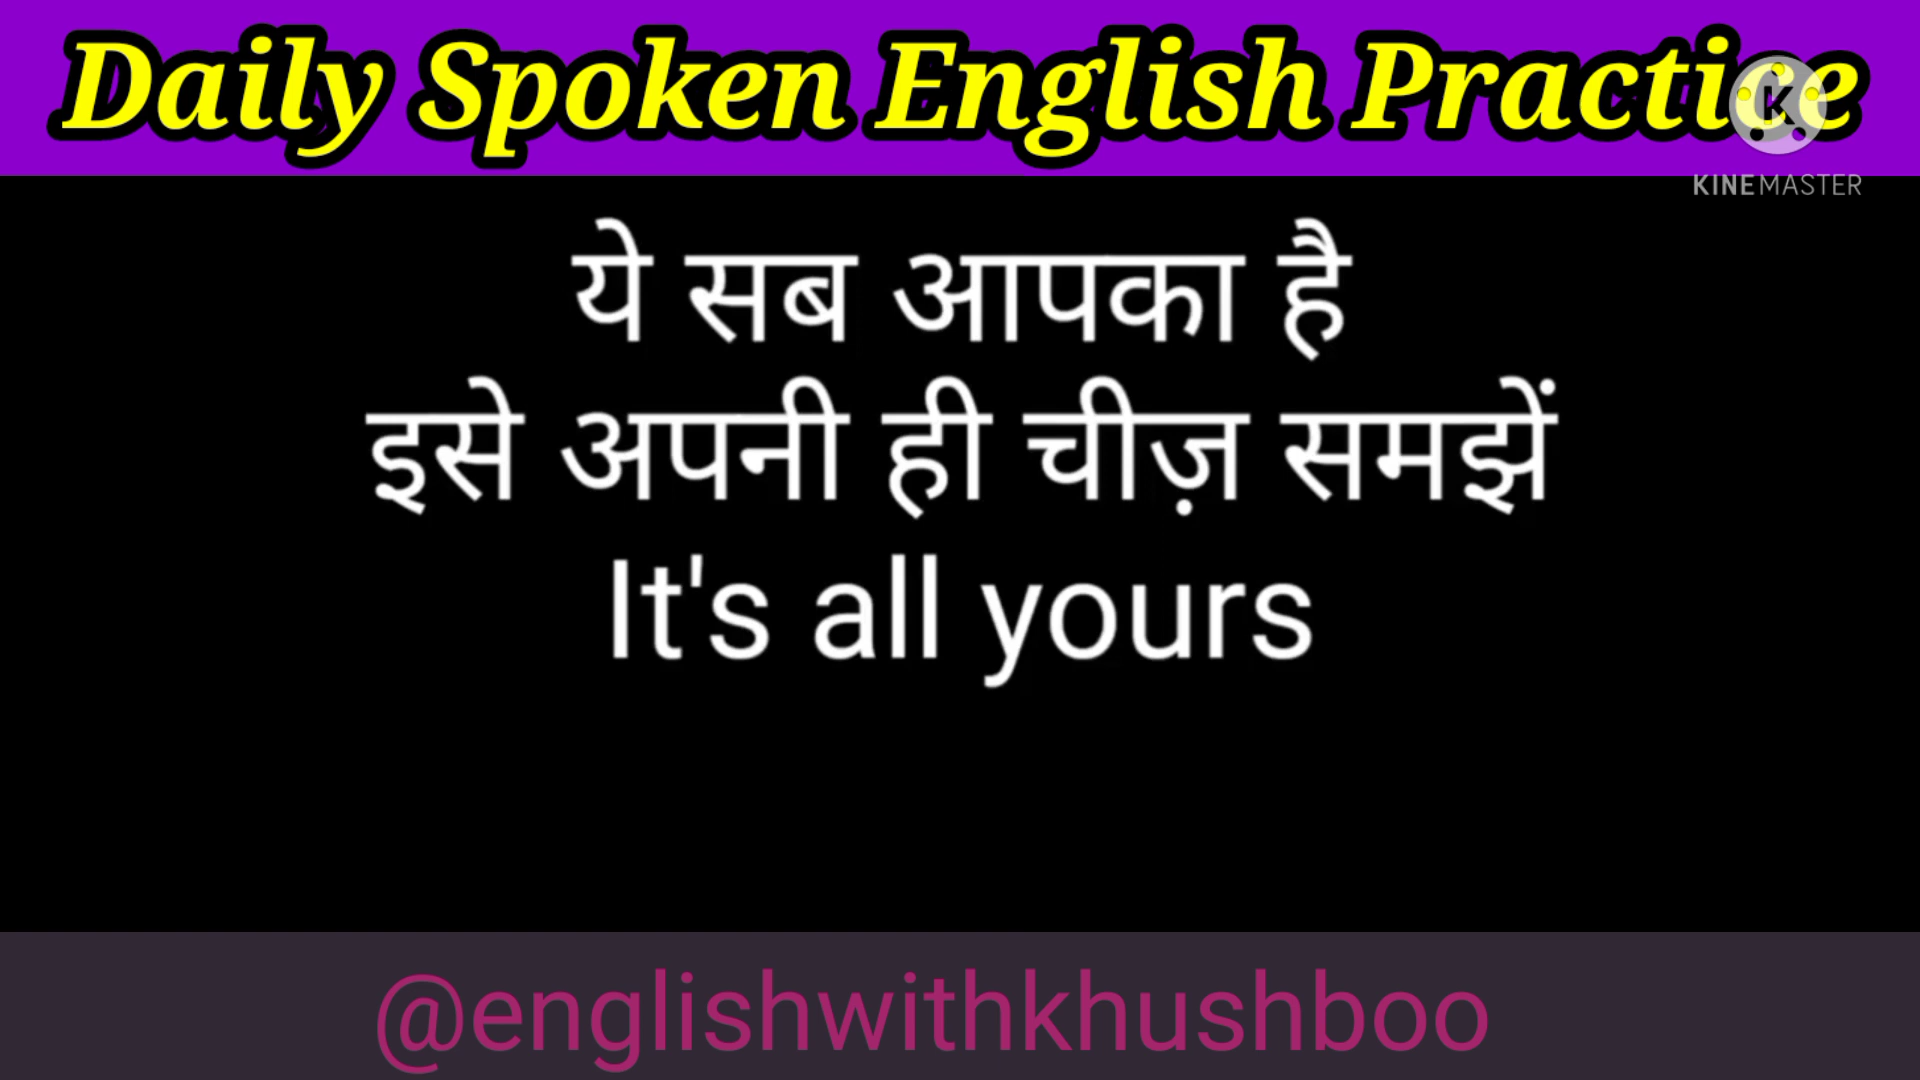 Daily Spoken English Practice
KINEMASTER
ये सब आपका है
इसे अपनी ही चीज़ समझें
It's all yours
@englishwithkhushboo